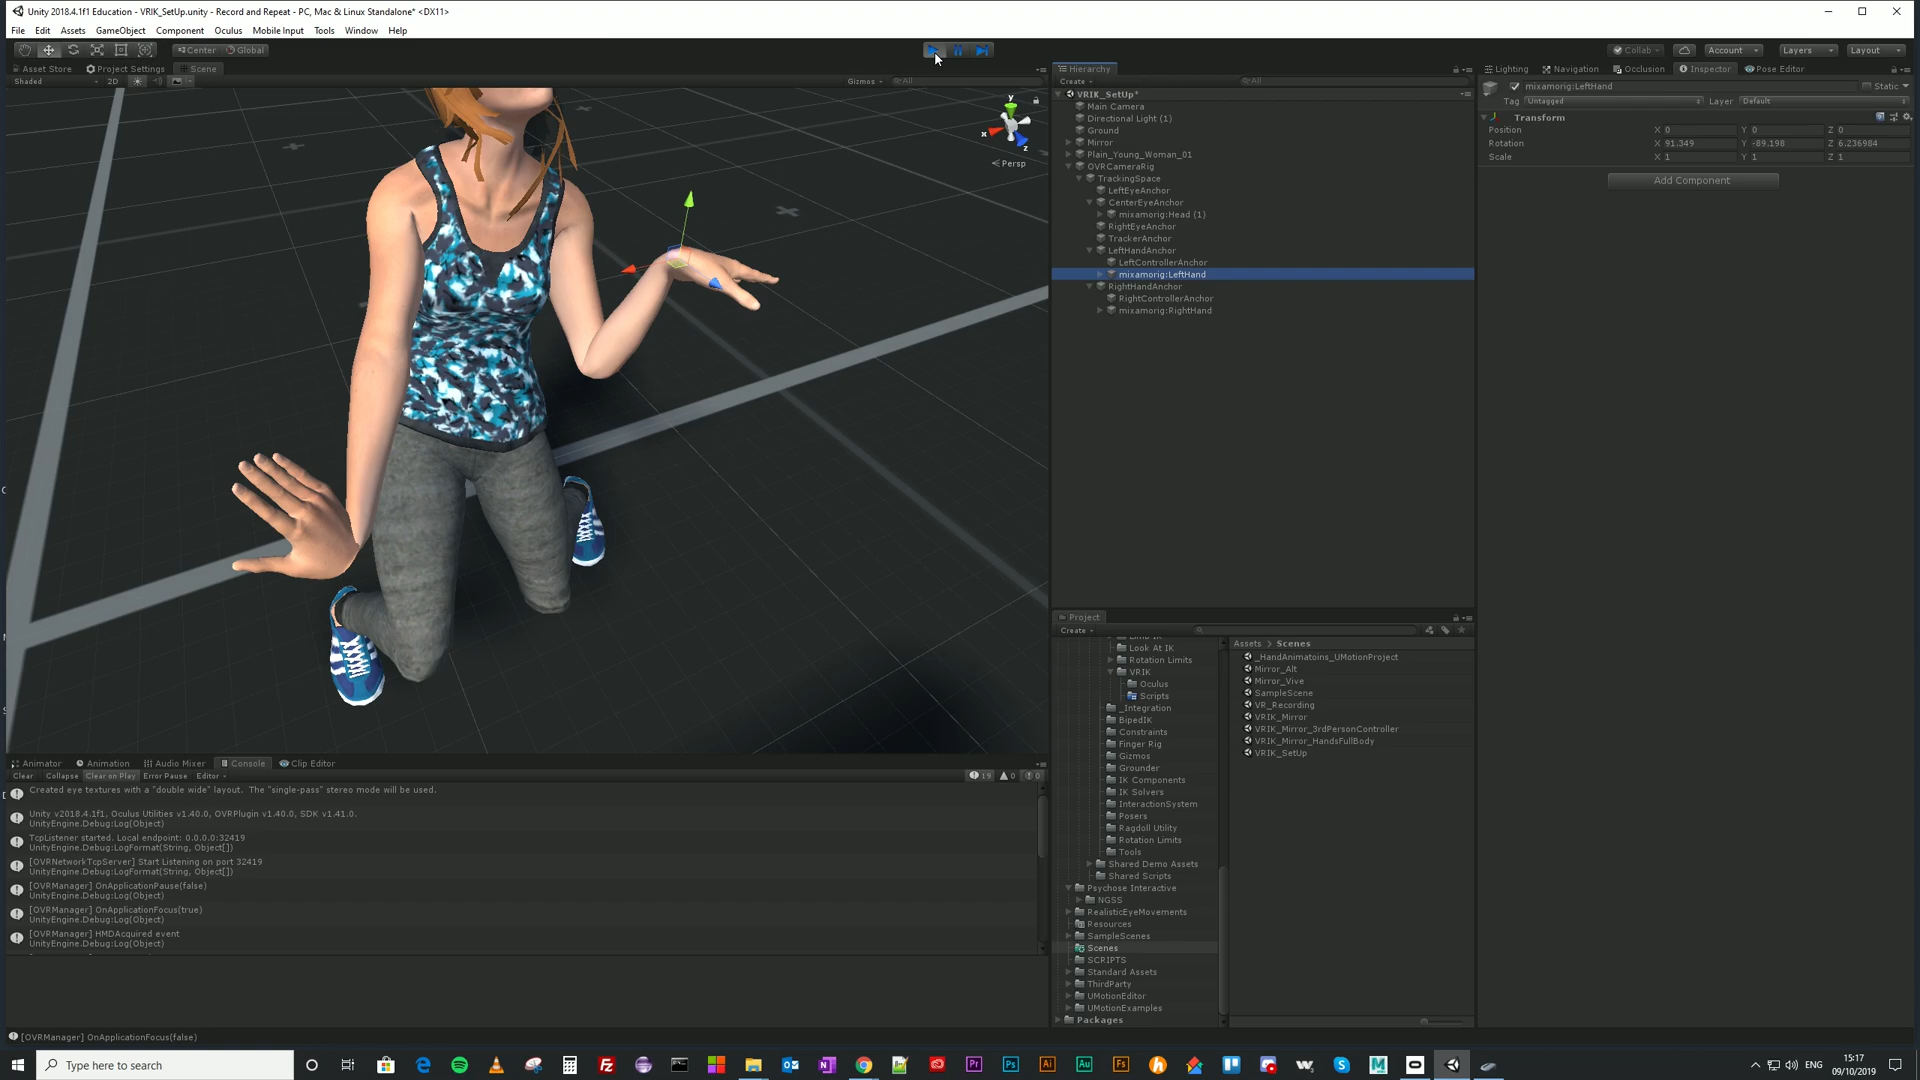 Unity 2018.4.1f1 Education - VRIK_SetUp.unity - Record and Repeat - PC, Mac & Linux Standalone* <DX11>
File Edit Assets GameObject Component Oculus Mobile Input Tools Window Help
Center Global Collab Account Layers Layout
Asset Store Project Settings Scene
Shaded 2D Gizmos All
y
x
z
Persp
Hierarchy
Create All
VRIK_SetUp*
Main Camera
Directional Light (1)
Ground
Mirror
Plain_Young_Woman_01
OVRCameraRig
TrackingSpace
LeftEyeAnchor
CenterEyeAnchor
mixamorig:Head (1)
RightEyeAnchor
TrackerAnchor
LeftHandAnchor
LeftControllerAnchor
mixamorig:LeftHand
RightHandAnchor
RightControllerAnchor
mixamorig:RightHand
Lighting Navigation Occlusion Inspector Pose Editor
mixamorig:LeftHand Static
Tag Untagged Layer Default
Transform
Position X 0 Y 0 Z 0
Rotation X 91.349 Y -89.198 Z 6.236984
Scale X 1 Y 1 Z 1
Add Component
Project
Create
Limb IK
Look At IK
Rotation Limits
VRIK
Oculus
Scripts
_Integration
BipedIK
Constraints
Finger Rig
Gizmos
Grounder
IK Components
IK Solvers
InteractionSystem
Posers
Ragdoll Utility
Rotation Limits
Tools
Shared Demo Assets
Shared Scripts
Psychose Interactive
NGSS
RealisticEyeMovements
Resources
SampleScenes
Scenes
SCRIPTS
Standard Assets
ThirdParty
UMotionEditor
UMotionExamples
Packages
Assets > Scenes
_HandAnimatoins_UMotionProject
Mirror_Alt
Mirror_Vive
SampleScene
VR_Recording
VRIK_Mirror
VRIK_Mirror_3rdPersonController
VRIK_Mirror_HandsFullBody
VRIK_SetUp
Animator Animation Audio Mixer Console Clip Editor
Clear Collapse Clear on Play Error Pause Editor 19 0 0
Created eye textures with a "double wide" layout. The "single-pass" stereo mode will be used.
Unity v2018.4.1f1, Oculus Utilities v1.40.0, OVRPlugin v1.40.0, SDK v1.41.0.
UnityEngine.Debug:Log(Object)
TcpListener started. Local endpoint: 0.0.0.0:32419
UnityEngine.Debug:LogFormat(String, Object[])
[OVRNetworkTcpServer] Start Listening on port 32419
UnityEngine.Debug:LogFormat(String, Object[])
[OVRManager] OnApplicationPause(false)
UnityEngine.Debug:Log(Object)
[OVRManager] OnApplicationFocus(true)
UnityEngine.Debug:Log(Object)
[OVRManager] HMDAcquired event
UnityEngine.Debug:Log(Object)
[OVRManager] OnApplicationFocus(false)
Type here to search
ENG
15:17
09/10/2019